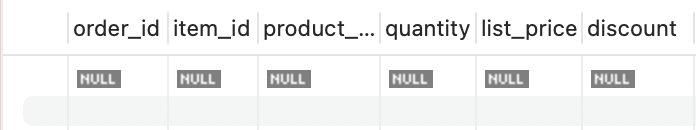 order_id item_id product_... quantity list_price discount
NULL NULL NULL NULL NULL NULL